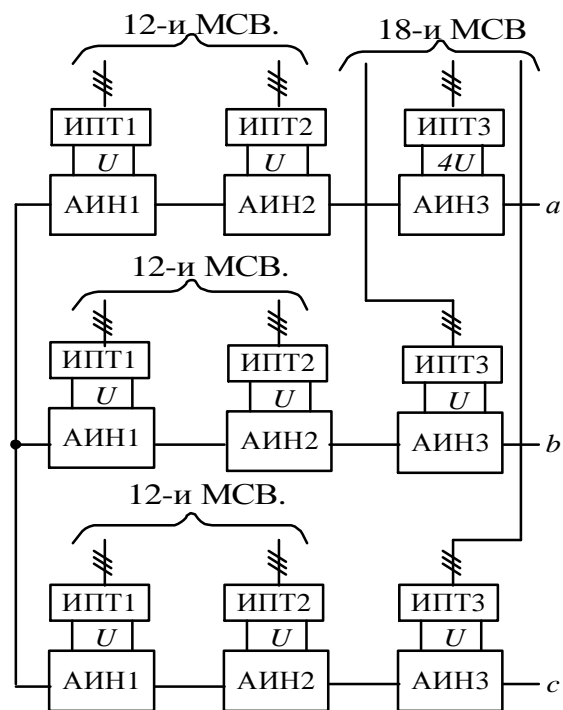 12-и МСВ. 18-и МСВ
ИПТ1 ИПТ2 ИПТ3
U U 4U
АИН1 АИН2 АИН3 a
12-и МСВ.
ИПТ1 ИПТ2 ИПТ3
U U U
АИН1 АИН2 АИН3 b
12-и МСВ.
ИПТ1 ИПТ2 ИПТ3
U U U
АИН1 АИН2 АИН3 c